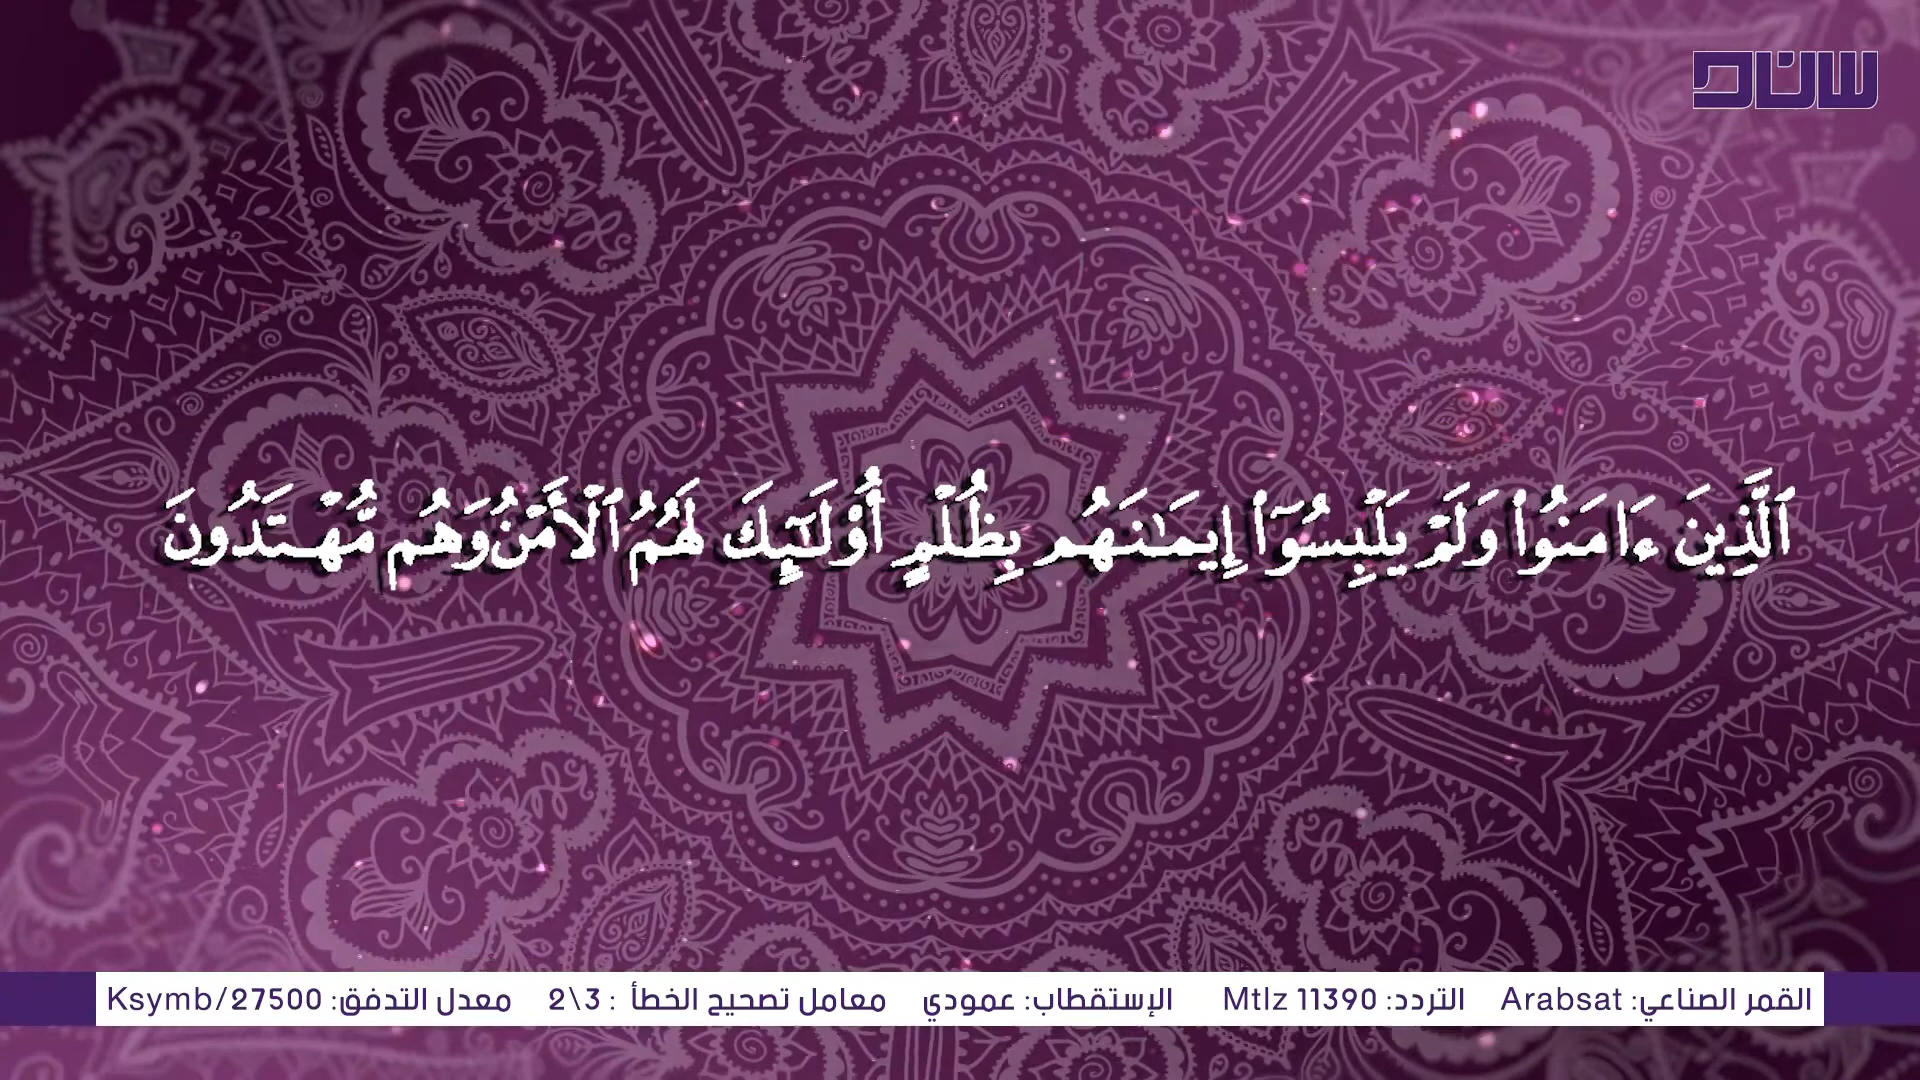 سنام
ٱلَّذِينَ ءَامَنُوا۟ وَلَمْ يَلْبِسُوٓا۟ إِيمَـٰنَهُم بِظُلْمٍ أُو۟لَـٰٓئِكَ لَهُمُ ٱلْأَمْنُ وَهُم مُّهْتَدُونَ
القمر الصناعي: Arabsat التردد: 11390 Mtlz الإستقطاب: عمودي معامل تصحيح الخطأ : 3\2 معدل التدفق: 27500/Ksymb